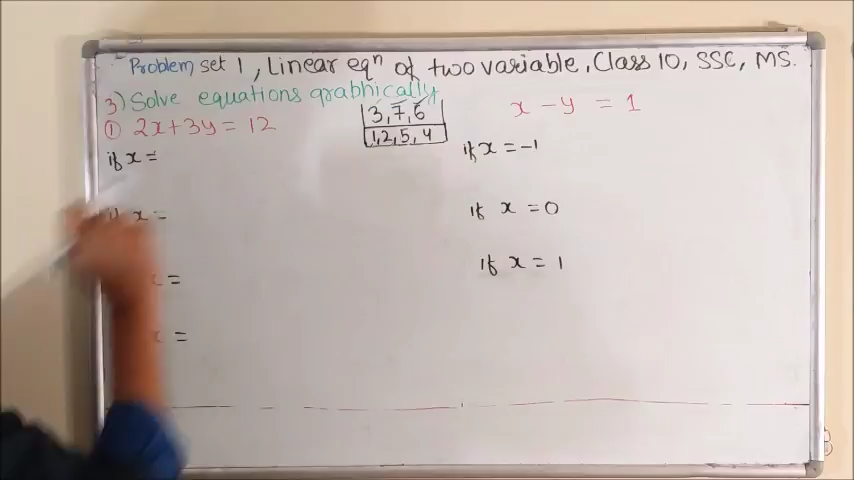 Problem set 1, Linear eqⁿ of two variable, Class 10, SSC, MS.
3) Solve equations graphically
① 2x+3y = 12
3, 7, 6
1, 2, 5, 4
x - y = 1
if x =
if x = -1
if x =
if x = 0
x =
if x = 1
x =